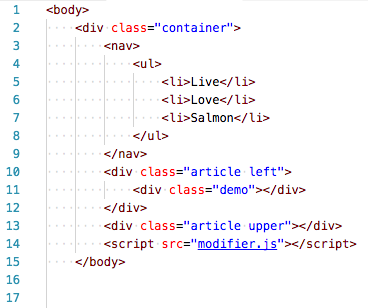 1 <body>
2     <div class="container">
3         <nav>
4             <ul>
5                 <li>Live</li>
6                 <li>Love</li>
7                 <li>Salmon</li>
8             </ul>
9         </nav>
10         <div class="article left">
11             <div class="demo"></div>
12         </div>
13         <div class="article upper"></div>
14         <script src="modifier.js"></script>
15     </body>
16
17